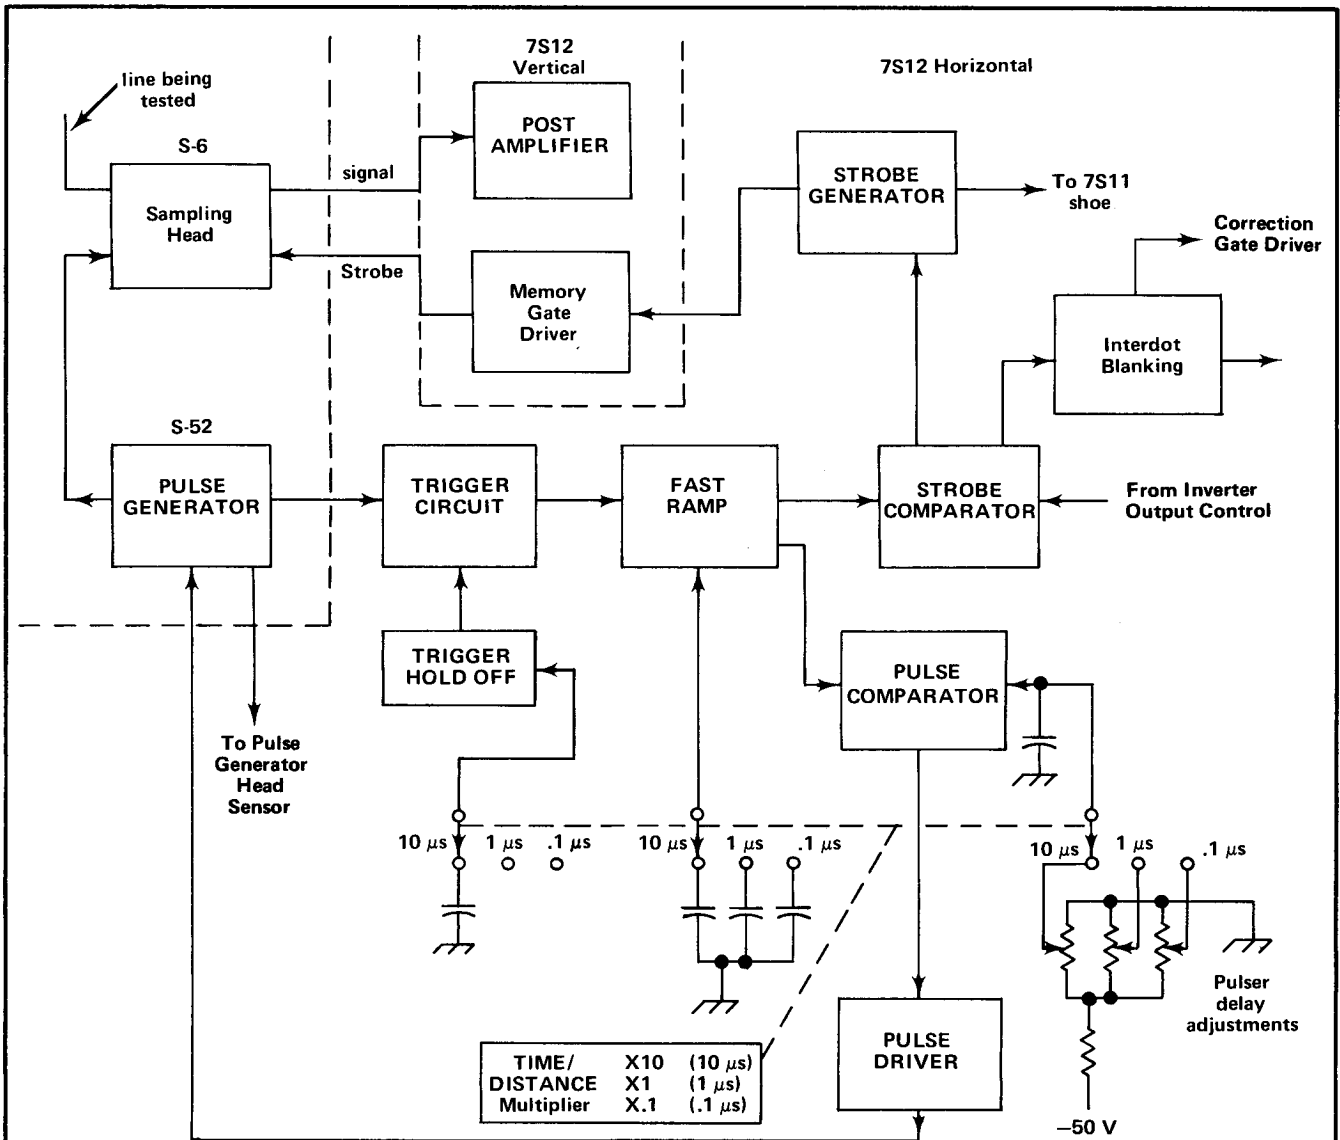 line being
tested
S-6
Sampling
Head
signal
Strobe
7S12
Vertical
POST
AMPLIFIER
Memory
Gate
Driver
7S12 Horizontal
STROBE
GENERATOR
To 7S11
shoe
Correction
Gate Driver
Interdot
Blanking
S-52
PULSE
GENERATOR
TRIGGER
CIRCUIT
FAST
RAMP
STROBE
COMPARATOR
From Inverter
Output Control
TRIGGER
HOLD OFF
PULSE
COMPARATOR
To Pulse
Generator
Head
Sensor
10 μs 1 μs .1 μs
10 μs 1 μs .1 μs
10 μs 1 μs .1 μs
Pulser
delay
adjustments
PULSE
DRIVER
TIME/ X10 (10 μs)
DISTANCE X1 (1 μs)
Multiplier X.1 (.1 μs)
−50 V